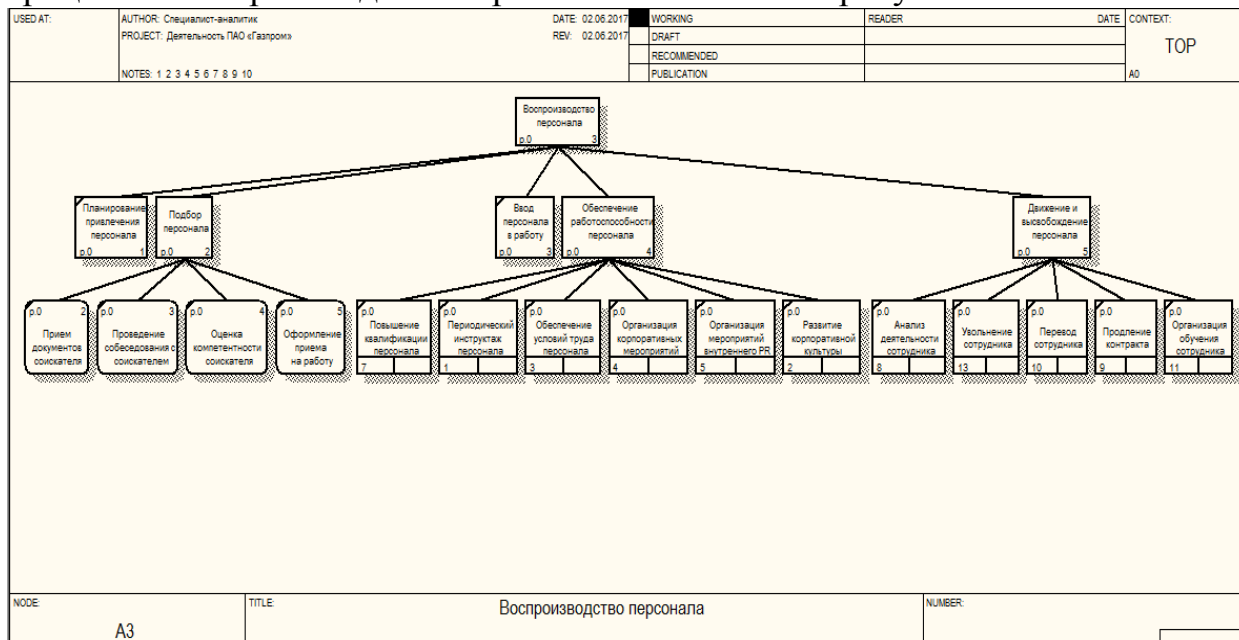 USED AT:
AUTHOR: Специалист-аналитик
DATE: 02.06.2017
WORKING
READER
DATE
CONTEXT:
PROJECT: Деятельность ПАО «Газпром»
REV: 02.06.2017
DRAFT
TOP
RECOMMENDED
NOTES: 1 2 3 4 5 6 7 8 9 10
PUBLICATION
A0
Воспроизводство
персонала
р.0 3
Планирование
привлечения
персонала
р.0 1
Подбор
персонала
р.0 2
Ввод
персонала
в работу
р.0 3
Обеспечение
работоспособности
персонала
р.0 4
Движение и
высвобождение
персонала
р.0 5
р.0 2
Прием
документов
соискателя
р.0 3
Проведение
собеседования с
соискателем
р.0 4
Оценка
компетентности
соискателя
р.0 5
Оформление
приема
на работу
р.0
Повышение
квалификации
персонала
7
р.0
Периодический
инструктаж
персонала
1
р.0
Обеспечение
условий труда
персонала
3
р.0
Организация
корпоративных
мероприятий
4
р.0
Организация
мероприятий
внутреннего PR
5
р.0
Развитие
корпоративной
культуры
2
р.0
Анализ
деятельности
сотрудника
8
р.0
Увольнение
сотрудника
13
р.0
Перевод
сотрудника
10
р.0
Продление
контракта
9
р.0
Организация
обучения
сотрудника
11
NODE:
A3
TITLE:
Воспроизводство персонала
NUMBER: